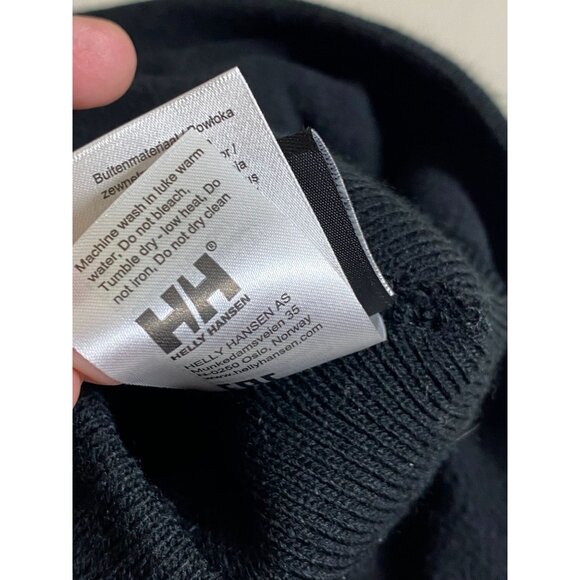 Buitenmateriaal / Powłoka
Machine wash in luke warm
water, Do not bleach,
Tumble dry - low heat, Do
not iron, Do not dry clean
HH®
HELLY HANSEN
HELLY HANSEN AS
Munkedamsveien 35
N-0250 Oslo, Norway
www.hellyhansen.com